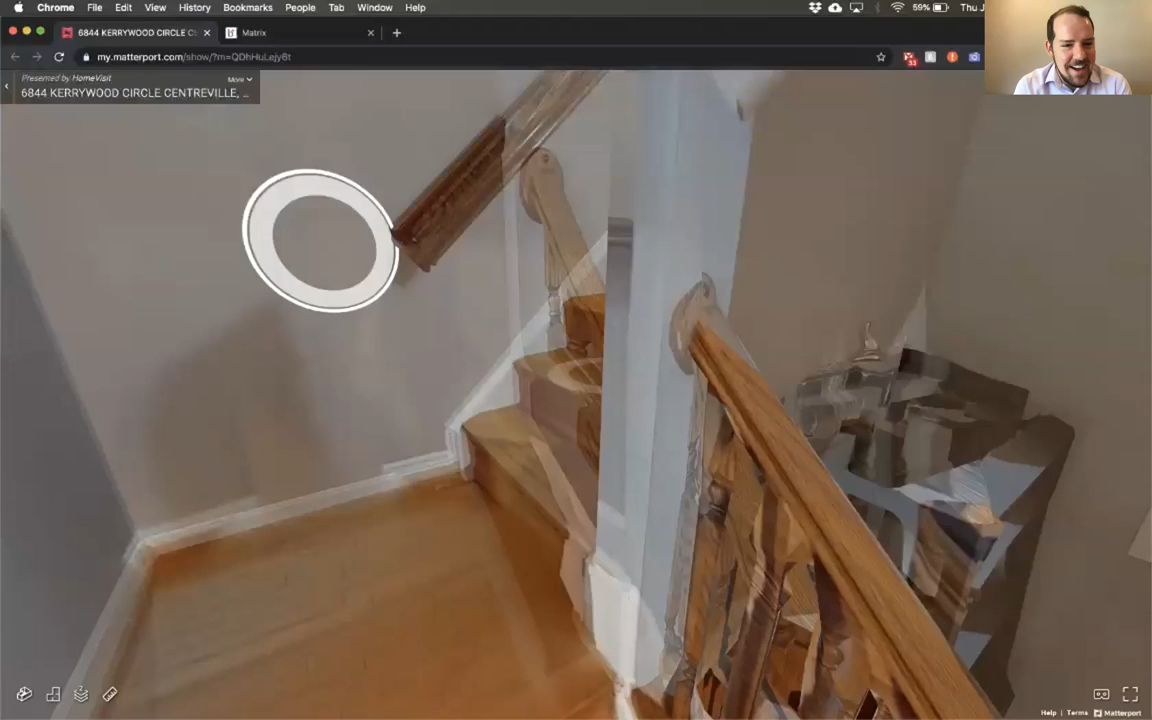 Chrome File Edit View History Bookmarks People Tab Window Help
59%
Thu J
6844 KERRYWOOD CIRCLE C
Matrix
my.matterport.com/show/?m=QDhHuLejy6t
33
Presented by HomeVisit
More
6844 KERRYWOOD CIRCLE CENTREVILLE, ...
Help | Terms Matterport